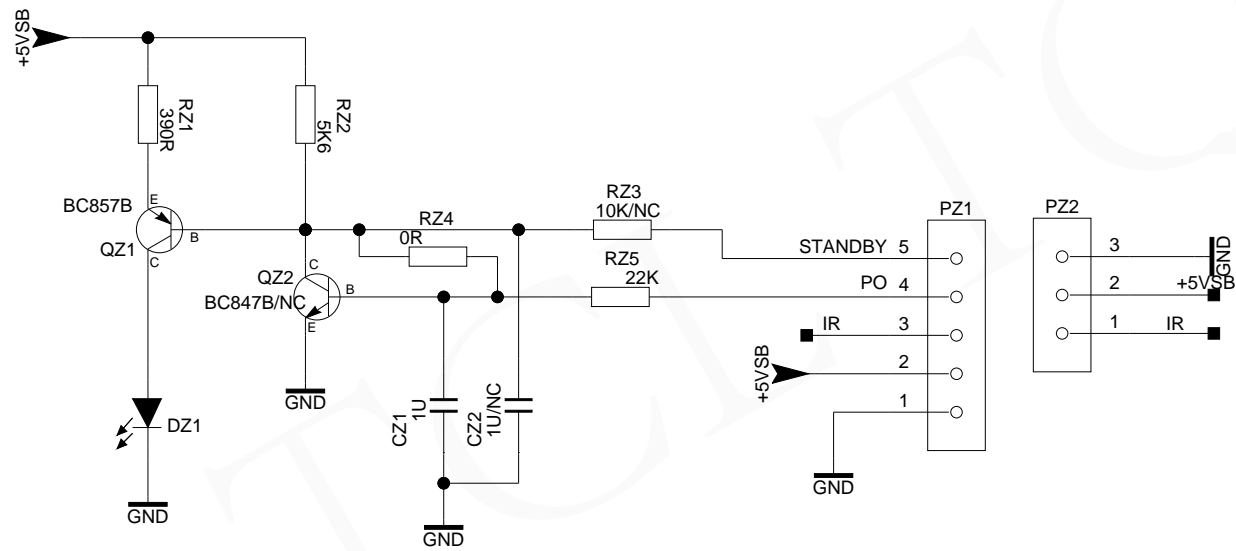 +5VSB
RZ1
390R
RZ2
5K6
BC857B
E
B
QZ1
C
RZ4
0R
RZ3
10K/NC
RZ5
22K
QZ2
C
B
BC847B/NC
E
GND
DZ1
GND
CZ1
1U
CZ2
1U/NC
GND
PZ1
STANDBY 5
PO 4
IR 3
+5VSB 2
1
GND
PZ2
3 GND
2 +5VSB
1 IR
TCL TCL